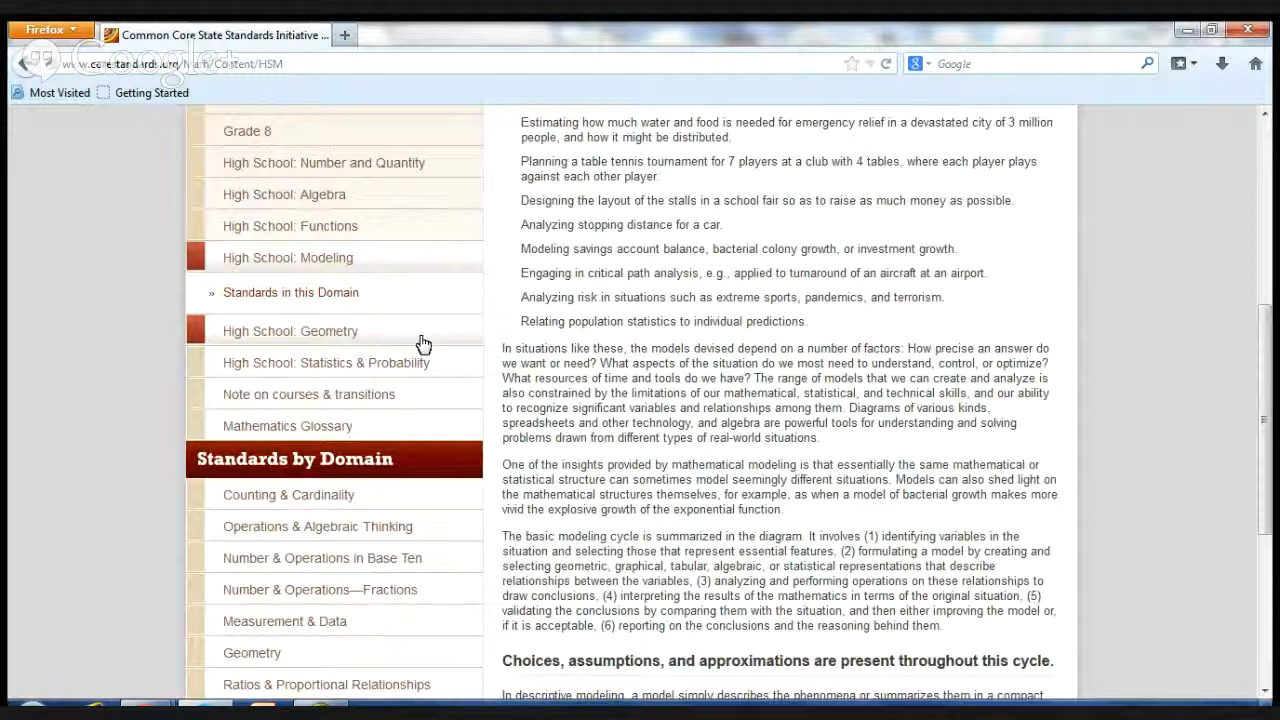 Firefox
Common Core State Standards Initiative ...
Google+
www.corestandards.org/Math/Content/HSM
Google
Most Visited
Getting Started
Grade 8
High School: Number and Quantity
High School: Algebra
High School: Functions
High School: Modeling
» Standards in this Domain
High School: Geometry
High School: Statistics & Probability
Note on courses & transitions
Mathematics Glossary
Standards by Domain
Counting & Cardinality
Operations & Algebraic Thinking
Number & Operations in Base Ten
Number & Operations—Fractions
Measurement & Data
Geometry
Ratios & Proportional Relationships
Estimating how much water and food is needed for emergency relief in a devastated city of 3 million
people, and how it might be distributed.
Planning a table tennis tournament for 7 players at a club with 4 tables, where each player plays
against each other player.
Designing the layout of the stalls in a school fair so as to raise as much money as possible.
Analyzing stopping distance for a car.
Modeling savings account balance, bacterial colony growth, or investment growth.
Engaging in critical path analysis, e.g., applied to turnaround of an aircraft at an airport.
Analyzing risk in situations such as extreme sports, pandemics, and terrorism.
Relating population statistics to individual predictions.
In situations like these, the models devised depend on a number of factors: How precise an answer do
we want or need? What aspects of the situation do we most need to understand, control, or optimize?
What resources of time and tools do we have? The range of models that we can create and analyze is
also constrained by the limitations of our mathematical, statistical, and technical skills, and our ability
to recognize significant variables and relationships among them. Diagrams of various kinds,
spreadsheets and other technology, and algebra are powerful tools for understanding and solving
problems drawn from different types of real-world situations.
One of the insights provided by mathematical modeling is that essentially the same mathematical or
statistical structure can sometimes model seemingly different situations. Models can also shed light on
the mathematical structures themselves, for example, as when a model of bacterial growth makes more
vivid the explosive growth of the exponential function.
The basic modeling cycle is summarized in the diagram. It involves (1) identifying variables in the
situation and selecting those that represent essential features, (2) formulating a model by creating and
selecting geometric, graphical, tabular, algebraic, or statistical representations that describe
relationships between the variables, (3) analyzing and performing operations on these relationships to
draw conclusions, (4) interpreting the results of the mathematics in terms of the original situation, (5)
validating the conclusions by comparing them with the situation, and then either improving the model or,
if it is acceptable, (6) reporting on the conclusions and the reasoning behind them.
Choices, assumptions, and approximations are present throughout this cycle.
In descriptive modeling, a model simply describes the phenomena or summarizes them in a compact